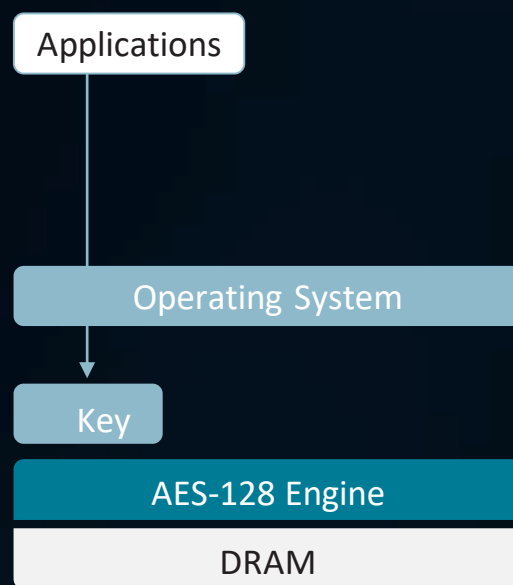 Applications
Operating System
Key
AES-128 Engine
DRAM